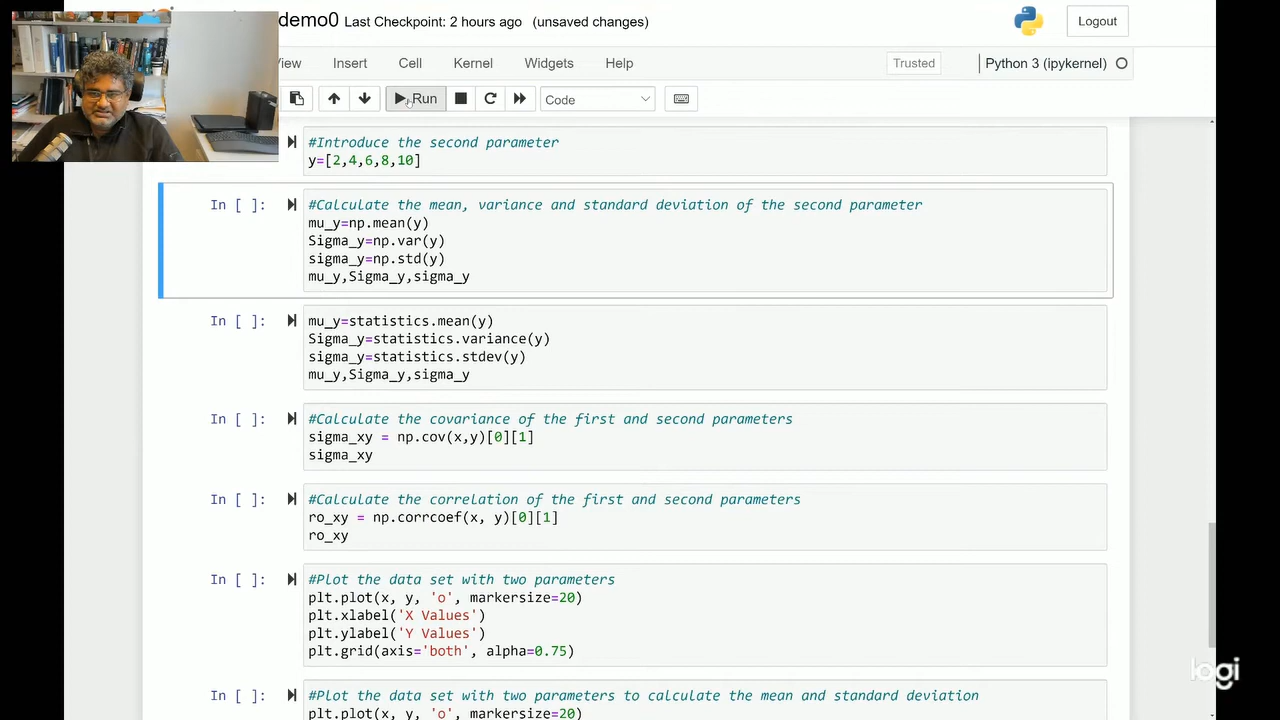 demo0 Last Checkpoint: 2 hours ago (unsaved changes)
Logout
View Insert Cell Kernel Widgets Help
Trusted
Python 3 (ipykernel)
Run
Code
#Introduce the second parameter
y=[2,4,6,8,10]
In [ ]:
#Calculate the mean, variance and standard deviation of the second parameter
mu_y=np.mean(y)
Sigma_y=np.var(y)
sigma_y=np.std(y)
mu_y,Sigma_y,sigma_y
In [ ]:
mu_y=statistics.mean(y)
Sigma_y=statistics.variance(y)
sigma_y=statistics.stdev(y)
mu_y,Sigma_y,sigma_y
In [ ]:
#Calculate the covariance of the first and second parameters
sigma_xy = np.cov(x,y)[0][1]
sigma_xy
In [ ]:
#Calculate the correlation of the first and second parameters
ro_xy = np.corrcoef(x, y)[0][1]
ro_xy
In [ ]:
#Plot the data set with two parameters
plt.plot(x, y, 'o', markersize=20)
plt.xlabel('X Values')
plt.ylabel('Y Values')
plt.grid(axis='both', alpha=0.75)
In [ ]:
#Plot the data set with two parameters to calculate the mean and standard deviation
plt.plot(x, y, 'o', markersize=20)
logi